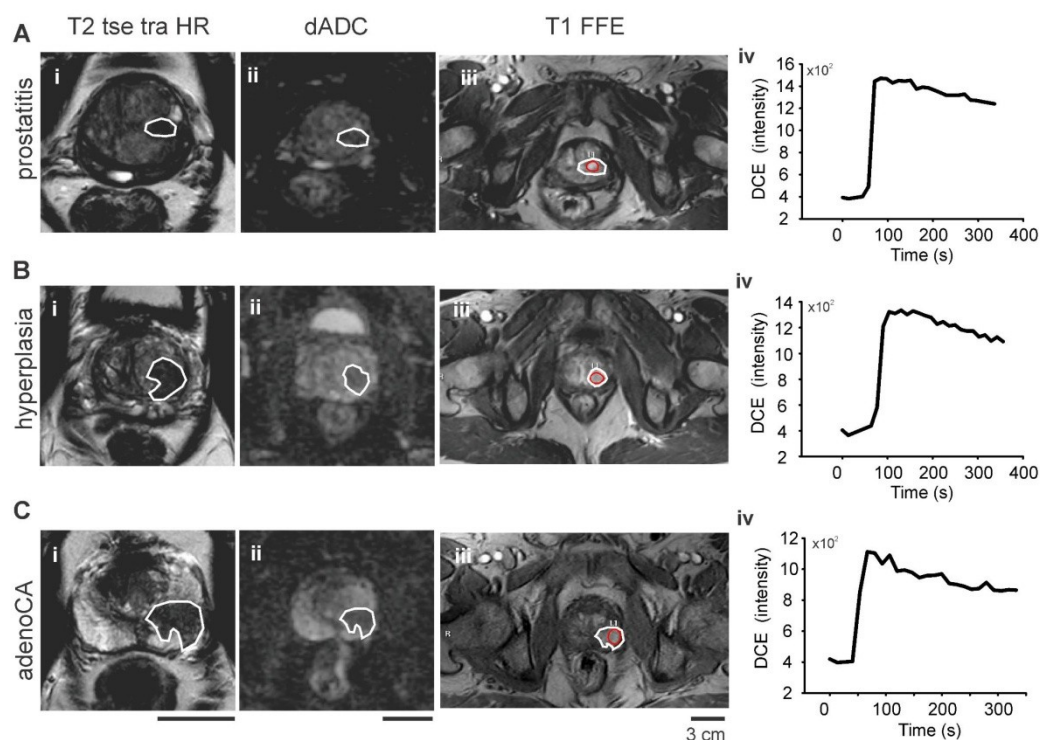 T2 tse tra HR dADC T1 FFE
A prostatitis i ii iii iv
DCE (intensity)
x10²
16
14
12
10
8
6
4
2
0 100 200 300 400
Time (s)
B hyperplasia i ii iii iv
DCE (intensity)
x10²
14
12
10
8
6
4
2
0 100 200 300 400
Time (s)
C adenoCA i ii iii iv
R
DCE (intensity)
x10²
12
10
8
6
4
2
0 100 200 300
Time (s)
3 cm